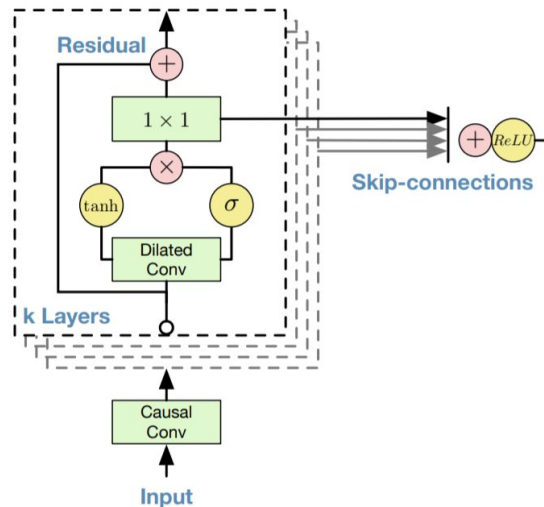 Residual
+
1 × 1
×
tanh
σ
Dilated
Conv
k Layers
+
ReLU
Skip-connections
Causal
Conv
Input